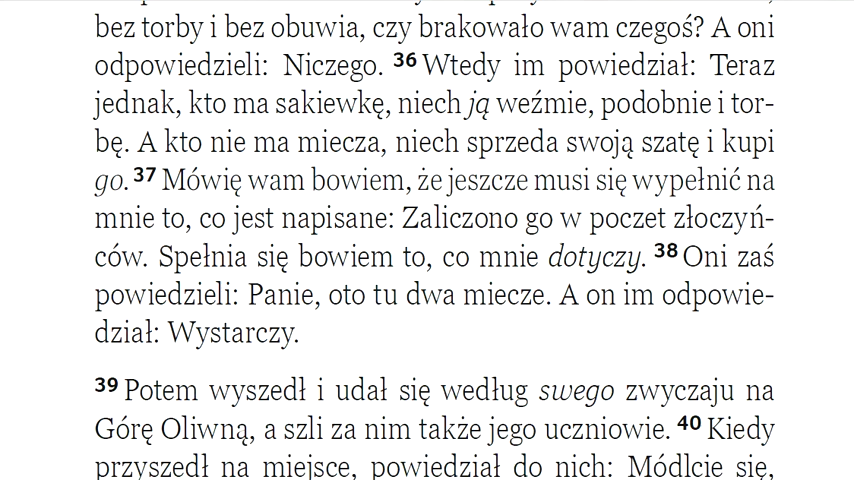 bez torby i bez obuwia, czy brakowało wam czegoś? A oni
odpowiedzieli: Niczego. 36 Wtedy im powiedział: Teraz
jednak, kto ma sakiewkę, niech ją weźmie, podobnie i tor-
bę. A kto nie ma miecza, niech sprzeda swoją szatę i kupi
go. 37 Mówię wam bowiem, że jeszcze musi się wypełnić na
mnie to, co jest napisane: Zaliczono go w poczet złoczyń-
ców. Spełnia się bowiem to, co mnie dotyczy. 38 Oni zaś
powiedzieli: Panie, oto tu dwa miecze. A on im odpowie-
dział: Wystarczy.
39 Potem wyszedł i udał się według swego zwyczaju na
Górę Oliwną, a szli za nim także jego uczniowie. 40 Kiedy
przyszedł na miejsce, powiedział do nich: Módlcie się,